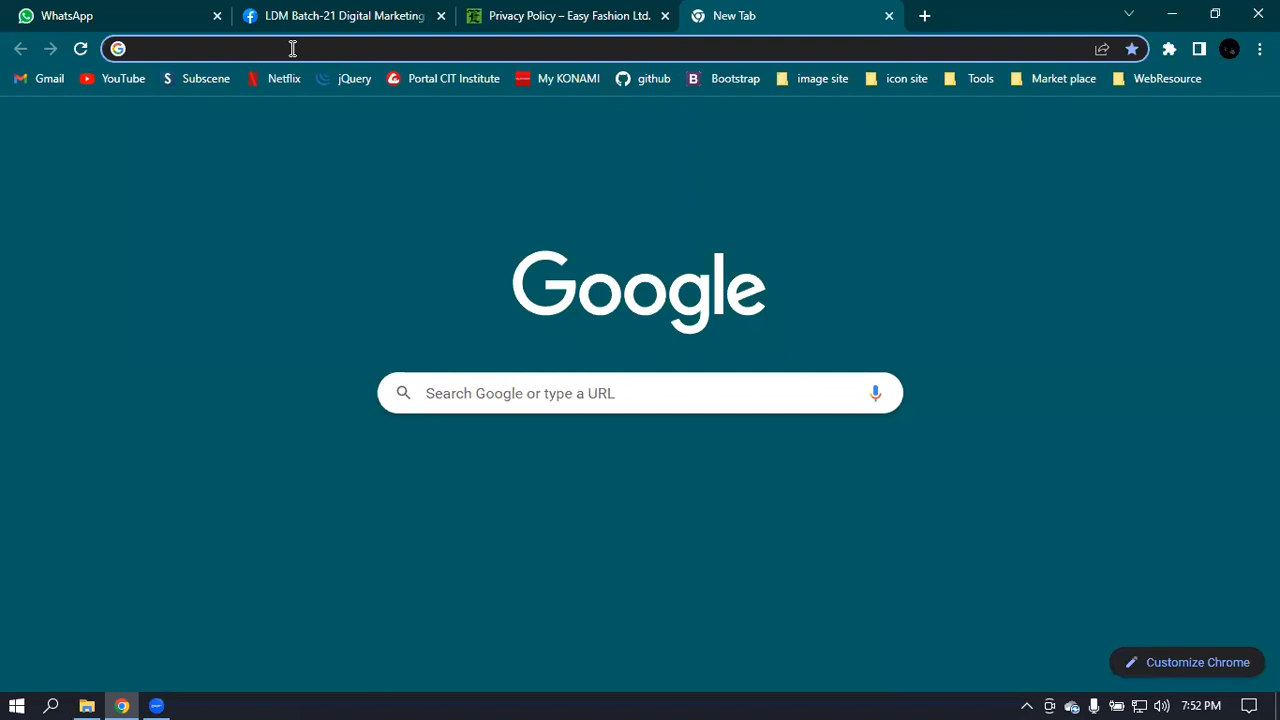 WhatsApp
LDM Batch-21 Digital Marketing
Privacy Policy – Easy Fashion Ltd.
New Tab
Gmail
YouTube
Subscene
Netflix
jQuery
Portal CIT Institute
My KONAMI
github
Bootstrap
image site
icon site
Tools
Market place
WebResource
Google
Search Google or type a URL
Customize Chrome
7:52 PM